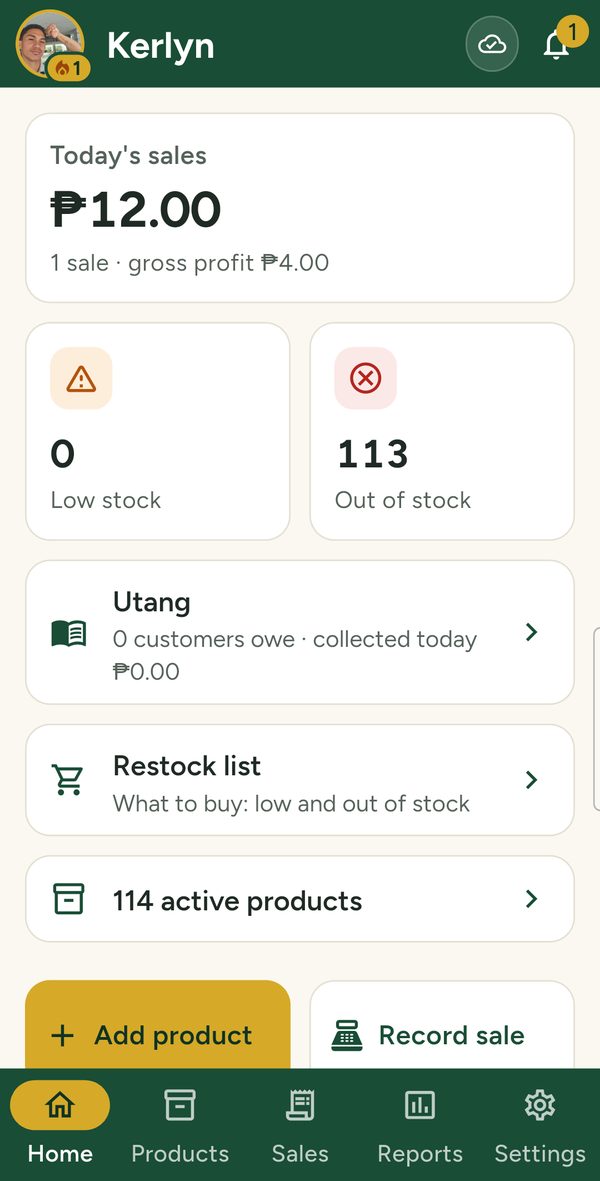 Kerlyn
1
1
Today's sales
₱12.00
1 sale · gross profit ₱4.00
0
Low stock
113
Out of stock
Utang
0 customers owe · collected today
₱0.00
Restock list
What to buy: low and out of stock
114 active products
Add product
Record sale
Home
Products
Sales
Reports
Settings